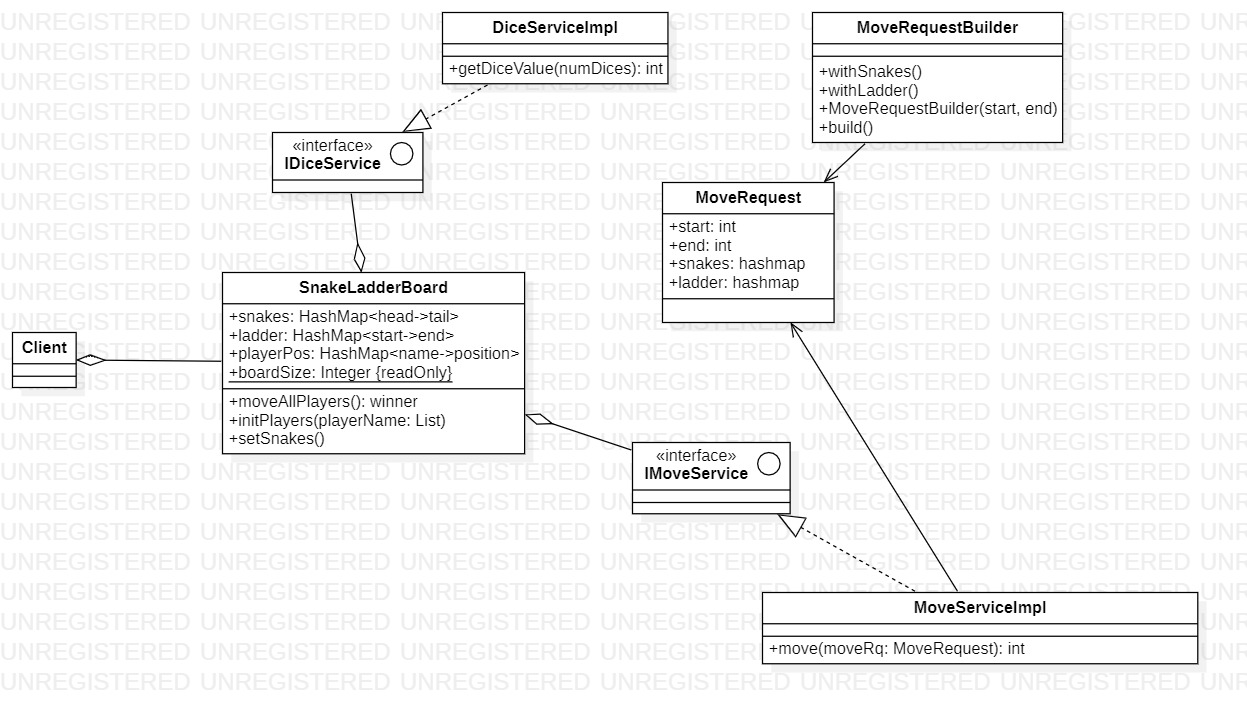 DiceServiceImpl
+getDiceValue(numDices): int
MoveRequestBuilder
+withSnakes()
+withLadder()
+MoveRequestBuilder(start, end)
+build()
«interface»
IDiceService
MoveRequest
+start: int
+end: int
+snakes: hashmap
+ladder: hashmap
SnakeLadderBoard
+snakes: HashMap<head->tail>
+ladder: HashMap<start->end>
+playerPos: HashMap<name->position>
+boardSize: Integer {readOnly}
+moveAllPlayers(): winner
+initPlayers(playerName: List)
+setSnakes()
Client
«interface»
IMoveService
MoveServiceImpl
+move(moveRq: MoveRequest): int
UNREGISTERED